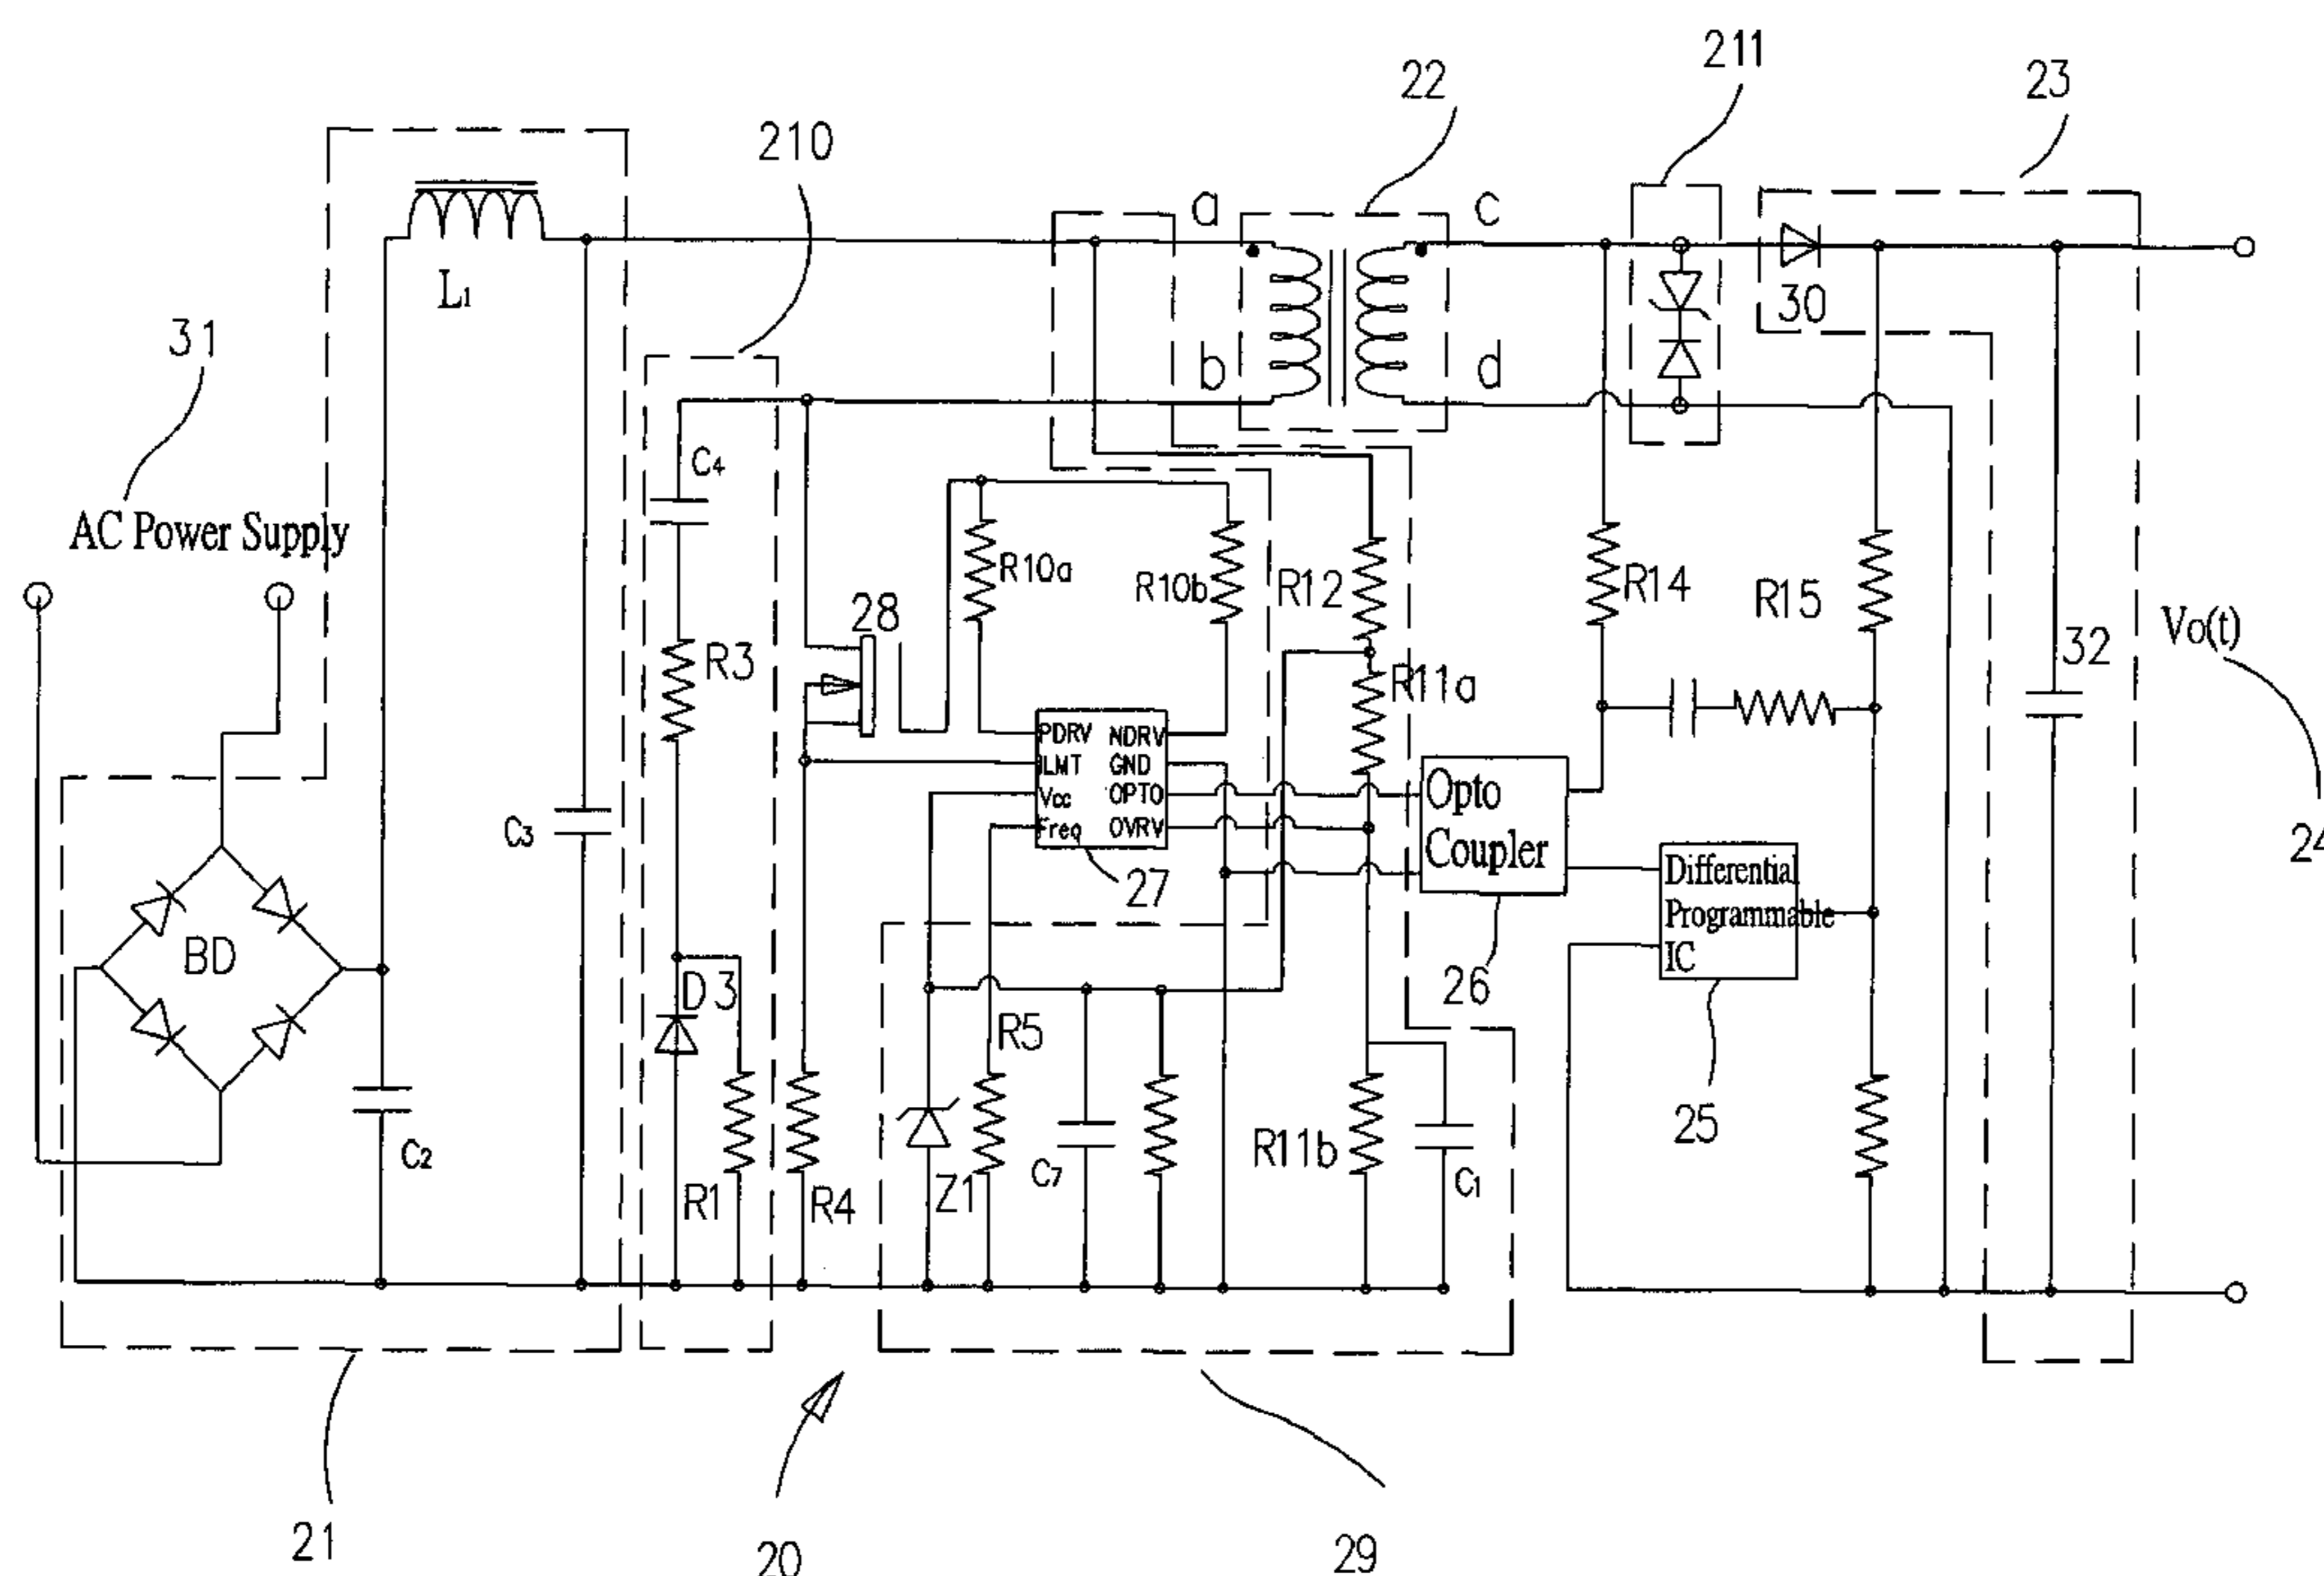 211
22
23
210
a
c
L1
31
30
b
d
C4
AC Power Supply
R10a
R10b
R12
R14
R15
28
Vo(t)
32
R3
R11a
PDRV
NDRV
ILMT
GND
Vcc
OPTO
Freq
OVRV
Opto
Coupler
C3
24
27
Differential
Programmable
IC
BD
26
D3
R5
25
C2
C7
R11b
C1
Z1
R1
R4
21
20
29